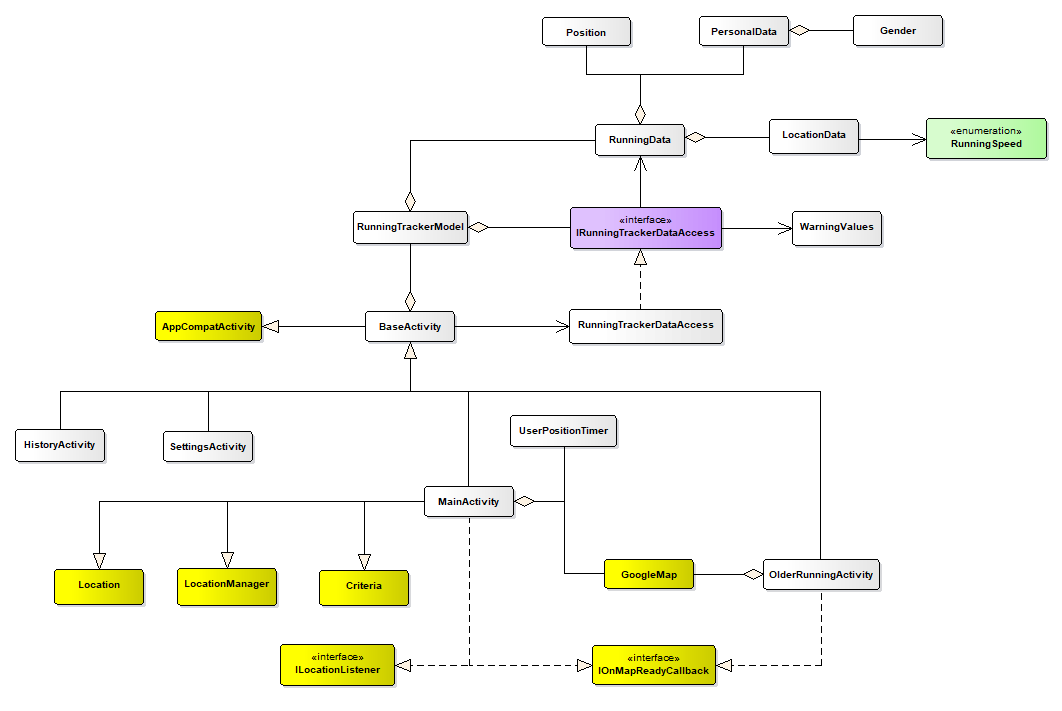 Position
PersonalData
Gender
RunningData
LocationData
«enumeration»
RunningSpeed
RunningTrackerModel
«interface»
IRunningTrackerDataAccess
WarningValues
AppCompatActivity
BaseActivity
RunningTrackerDataAccess
HistoryActivity
SettingsActivity
UserPositionTimer
MainActivity
Location
LocationManager
Criteria
GoogleMap
OlderRunningActivity
«interface»
ILocationListener
«interface»
IOnMapReadyCallback